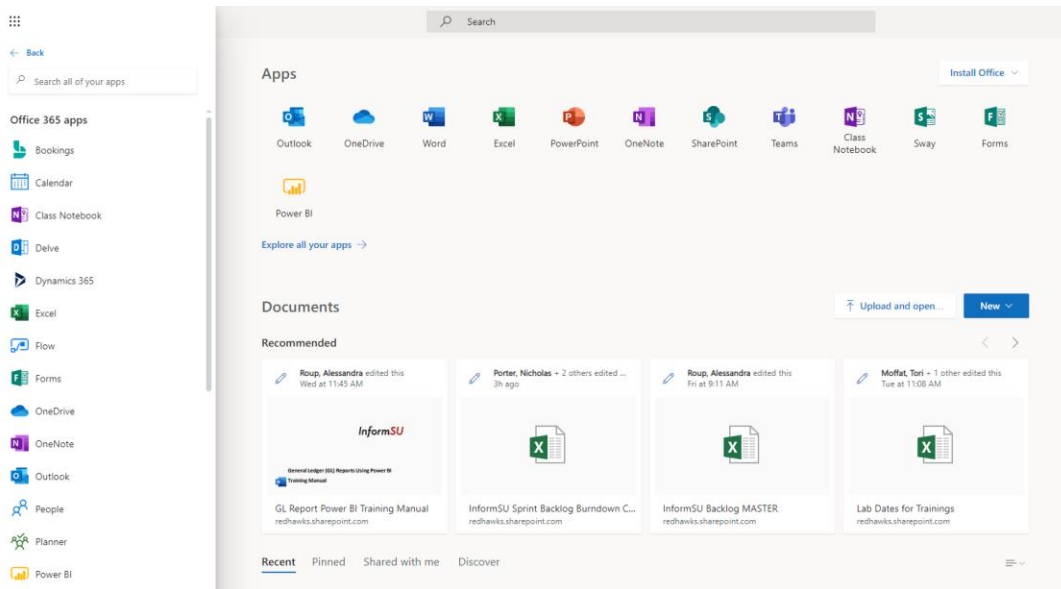 Back
Search all of your apps
Office 365 apps
Bookings
Calendar
Class Notebook
Delve
Dynamics 365
Excel
Flow
Forms
OneDrive
OneNote
Outlook
People
Planner
Power BI
Search
Apps
Install Office
Outlook
OneDrive
Word
Excel
PowerPoint
OneNote
SharePoint
Teams
Class
Notebook
Sway
Forms
Power BI
Explore all your apps
Documents
Upload and open...
New
Recommended
Roup, Alessandra edited this
Wed at 11:45 AM
InformSU
General Ledger (GL) Reports Using Power BI
Training Manual
GL Report Power BI Training Manual
redhawks.sharepoint.com
Porter, Nicholas + 2 others edited ...
3h ago
InformSU Sprint Backlog Burndown C...
redhawks.sharepoint.com
Roup, Alessandra edited this
Fri at 9:11 AM
InformSU Backlog MASTER
redhawks.sharepoint.com
Moffat, Tori + 1 other edited this
Tue at 11:08 AM
Lab Dates for Trainings
redhawks.sharepoint.com
Recent
Pinned
Shared with me
Discover